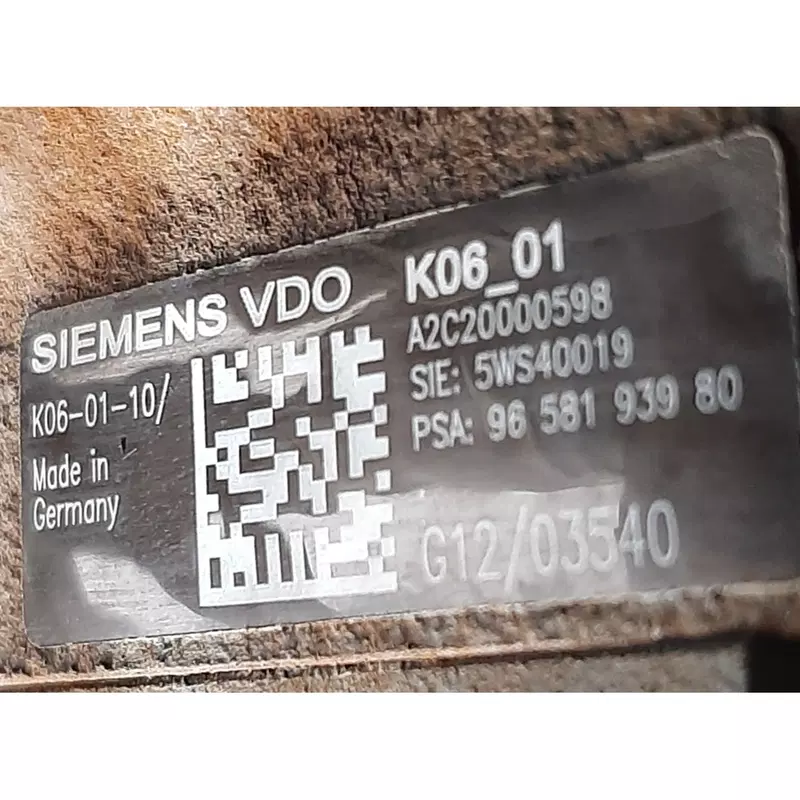 SIEMENS VDO
K06-01-10/
Made in
Germany
K06_01
A2C20000598
SIE: 5WS40019
PSA: 96 581 939 80
G12/03540